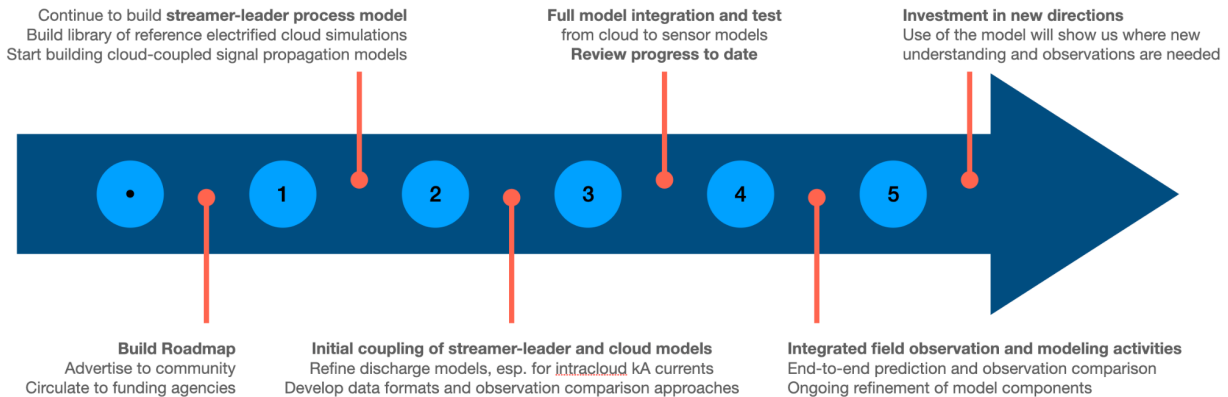 Continue to build streamer-leader process model
Build library of reference electrified cloud simulations
Start building cloud-coupled signal propagation models
Full model integration and test
from cloud to sensor models
Review progress to date
Investment in new directions
Use of the model will show us where new
understanding and observations are needed
•
1
2
3
4
5
Build Roadmap
Advertise to community
Circulate to funding agencies
Initial coupling of streamer-leader and cloud models
Refine discharge models, esp. for intracloud kA currents
Develop data formats and observation comparison approaches
Integrated field observation and modeling activities
End-to-end prediction and observation comparison
Ongoing refinement of model components